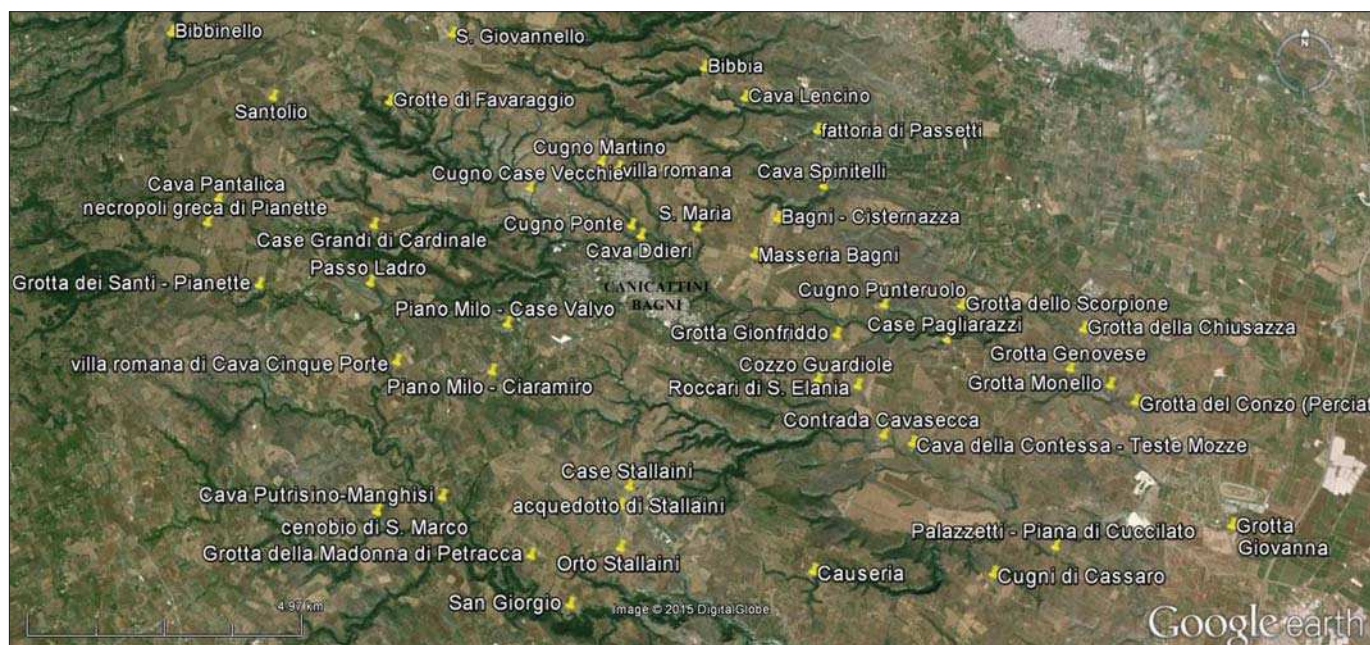 Bibbinello
S. Giovannello
N
Bibbia
Santolio
Grotte di Favaraggio
Cava Lencino
fattoria di Passetti
Cugno Martino
Cugno Case Vecchie
villa romana
Cava Spinitelli
Cava Pantalica
necropoli greca di Pianette
Case Grandi di Cardinale
Cugno Ponte
S. Maria
Bagni - Cisternazza
Cava Ddieri
Masseria Bagni
Grotta dei Santi - Pianette
Passo Ladro
CANICATTINI
BAGNI
Piano Milo - Case Valvo
Cugno Punteruolo
Grotta dello Scorpione
Grotta Gionfriddo
Case Pagliarazzi
Grotta della Chiusazza
villa romana di Cava Cinque Porte
Piano Milo - Ciaramiro
Cozzo Guardiole
Roccari di S. Elania
Grotta Genovese
Grotta Monello
Grotta del Conzo (Perciat
Contrada Cavasecca
Cava della Contessa - Teste Mozze
Case Stallaini
Cava Putrisino-Manghisi
acquedotto di Stallaini
cenobio di S. Marco
Grotta della Madonna di Petracca
Orto Stallaini
Palazzetti - Piana di Cuccilato
Grotta
Giovanna
Causeria
Cugni di Cassaro
San Giorgio
4.97 km
Image © 2015 DigitalGlobe
Google earth